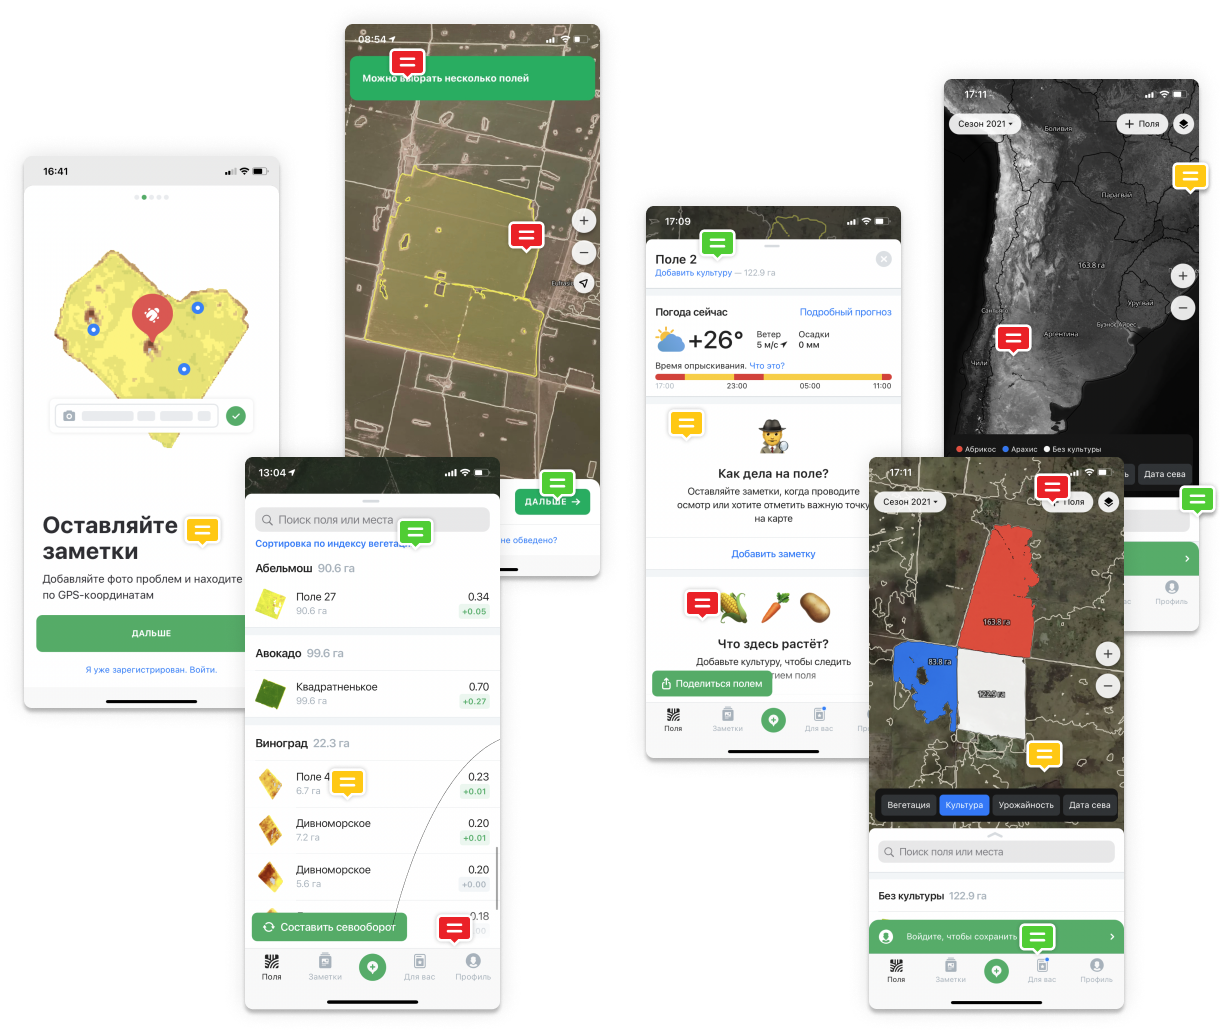 16:41
Оставляйте
заметки
Добавляйте фото проблем и находите
по GPS-координатам
ДАЛЬШЕ
Я уже зарегистрирован. Войти.
08:54
Можно выбрать несколько полей
+
−
ДАЛЬШЕ →
не обведено?
13:04
Поиск поля или места
Сортировка по индексу вегетац
Абельмош 90.6 га
Поле 27 0.34
90.6 га +0.05
Авокадо 99.6 га
Квадратненькое 0.70
99.6 га +0.27
Виноград 22.3 га
Поле 4 0.23
6.7 га +0.01
Дивноморское 0.20
7.2 га +0.01
Дивноморское 0.20
5.6 га +0.00
0.18
Составить севооборот
Поля Заметки Для вас Профиль
17:09
Поле 2
Добавить культуру — 122.9 га
Погода сейчас Подробный прогноз
+26° Ветер Осадки
5 м/с 0 мм
Время опрыскивания. Что это?
17:00 23:00 05:00 11:00
Как дела на поле?
Оставляйте заметки, когда проводите
осмотр или хотите отметить важную точку
на карте
Добавить заметку
Что здесь растёт?
Добавьте культуру, чтобы следить
тием поля
Поделиться полем
Поля Заметки Для вас Пр
17:11
Сезон 2021 + Поля
Боливия
Парагвай
163.8 га
Уругвай
Буэнос-Айрес
Аргентина
Чили
+
−
Абрикос Арахис Без культуры
ь Дата сева
вас Профиль
17:11
Сезон 2021 + Поля
163.8 га
83.8 га
122.9 га
+
−
Вегетация Культура Урожайность Дата сева
Поиск поля или места
Без культуры 122.9 га
Войдите, чтобы сохранить
Поля Заметки Для вас Профиль